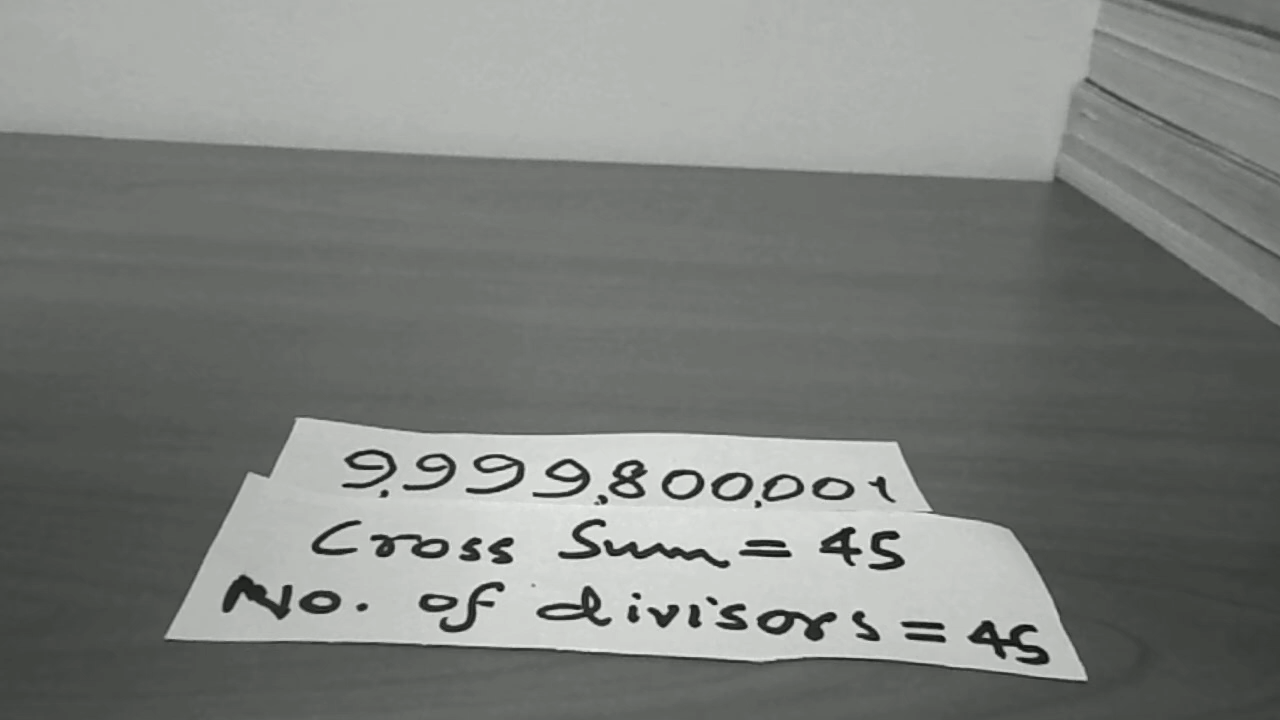 9,999,800,001
Cross Sum = 45
No. of divisors = 45